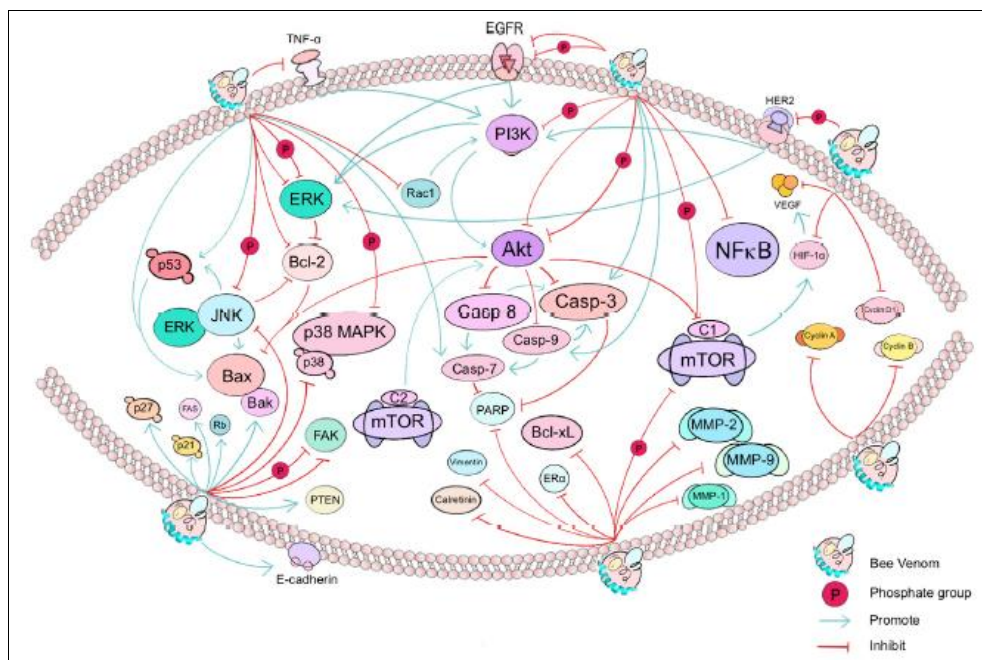 TNF-α
EGFR
P
HER2
P
P
PI3K
P
P
ERK
Rac1
P
VEGF
P
P
P
Akt
NFκB
HIF-1α
p53
Bcl-2
JNK
ERK
Casp 8
Casp-3
Cyclin D1
p38 MAPK
Casp-9
C1
mTOR
Cyclin A
Cyclin B
p38
Casp-7
Bax
Bak
C2
mTOR
PARP
p27
FAS
Rb
p21
FAK
Bcl-xL
MMP-2
MMP-9
P
P
Vimentin
ERα
MMP-1
PTEN
Calretinin
E-cadherin
Bee Venom
P
Phosphate group
Promote
Inhibit